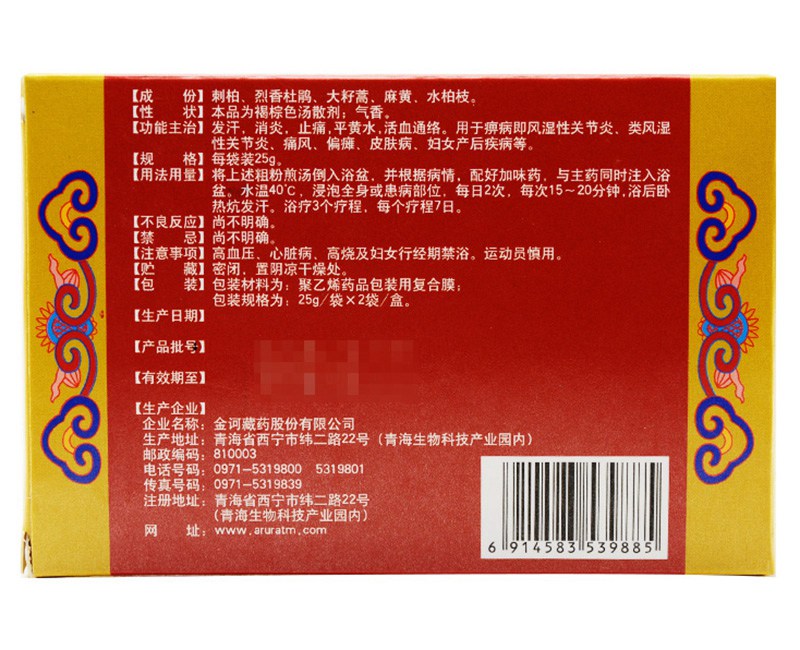 【成　份】刺柏、烈香杜鹃、大籽蒿、麻黄、水柏枝。
【性　状】本品为褐棕色汤散剂；气香。
【功能主治】发汗，消炎，止痛，平黄水，活血通络。用于痹病即风湿性关节炎、类风湿
性关节炎、痛风、偏瘫、皮肤病、妇女产后疾病等。
【规　格】每袋装25g。
【用法用量】将上述粗粉煎汤倒入浴盆，并根据病情，配好加味药，与主药同时注入浴
盆。水温40℃，浸泡全身或患病部位，每日2次，每次15～20分钟，浴后卧
热炕发汗。浴疗3个疗程，每个疗程7日。
【不良反应】尚不明确。
【禁　忌】尚不明确。
【注意事项】高血压、心脏病、高烧及妇女行经期禁浴。运动员慎用。
【贮　藏】密闭，置阴凉干燥处。
【包　装】包装材料为：聚乙烯药品包装用复合膜；
包装规格为：25g/袋×2袋/盒。
【生产日期】
【产品批号】
【有效期至】
【生产企业】
企业名称：金诃藏药股份有限公司
生产地址：青海省西宁市纬二路22号（青海生物科技产业园内）
邮政编码：810003
电话号码：0971-5319800　5319801
传真号码：0971-5319839
注册地址：青海省西宁市纬二路22号
（青海生物科技产业园内）
网　址：www.aruratm.com
6 914583 539885